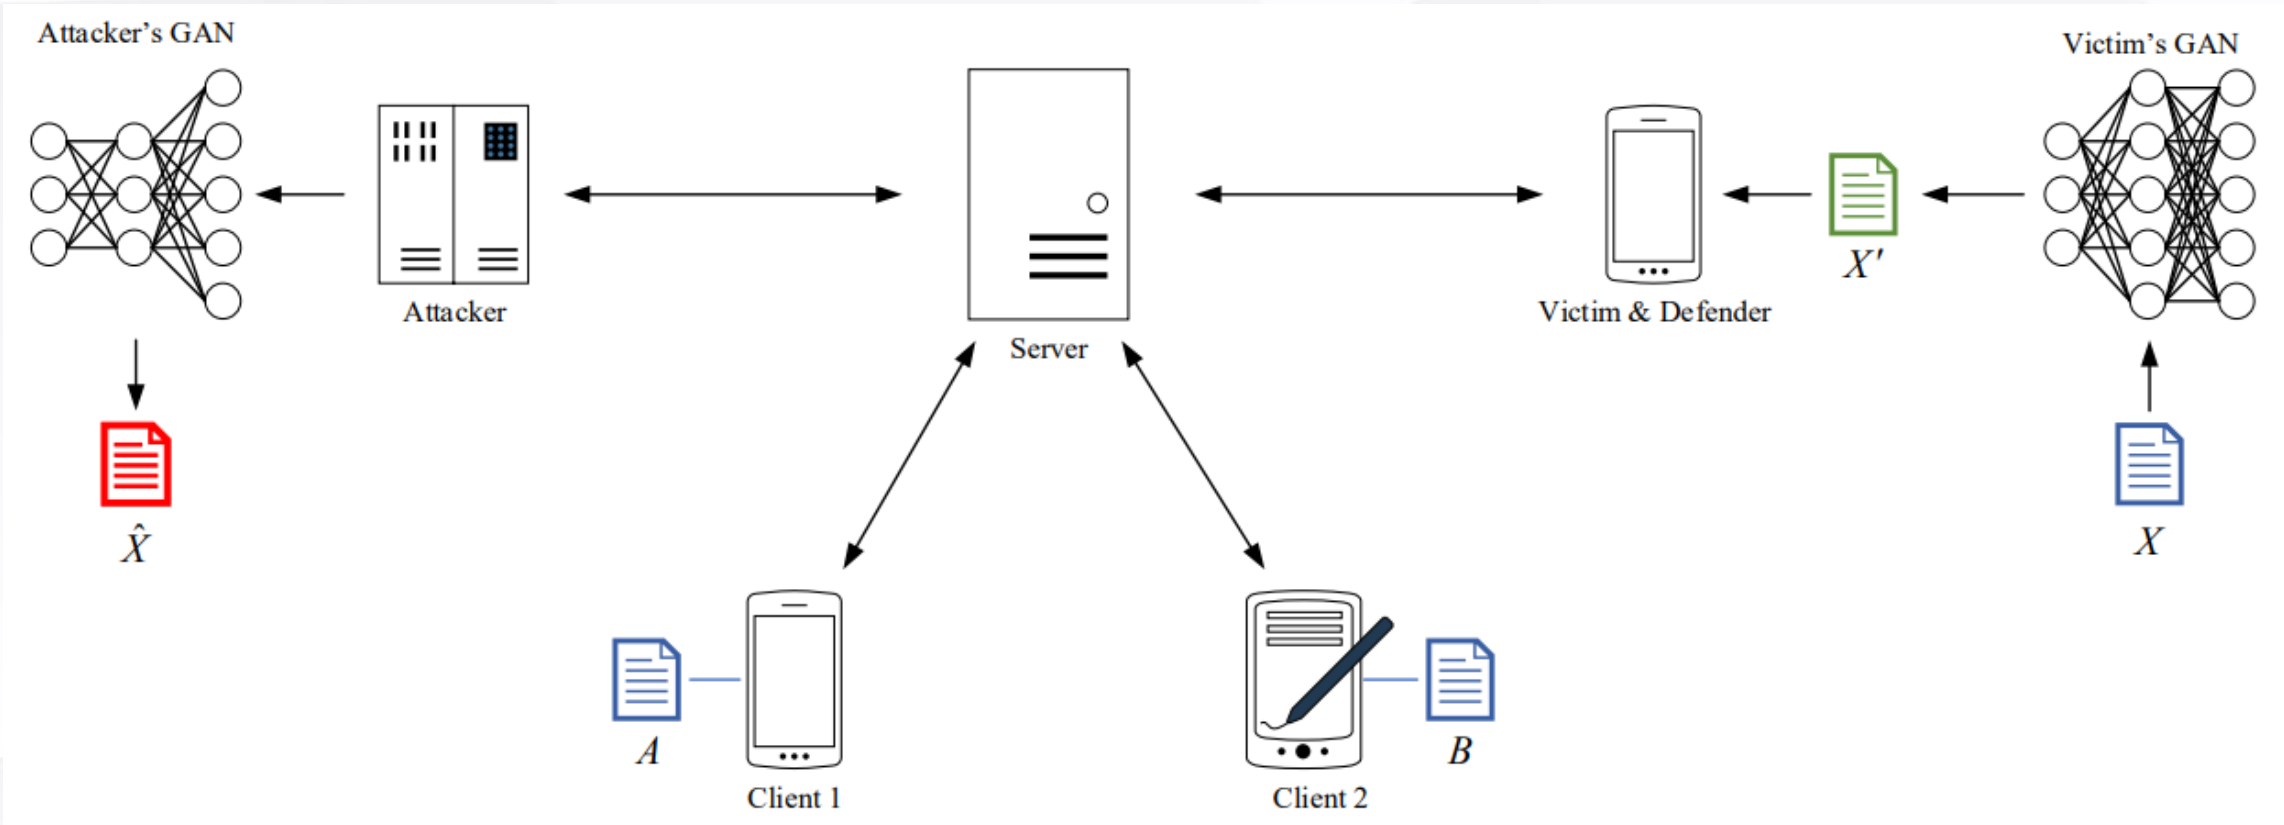 Attacker's GAN
Victim's GAN
X'
Attacker
Victim & Defender
Server
X̂
X
A
B
Client 1
Client 2